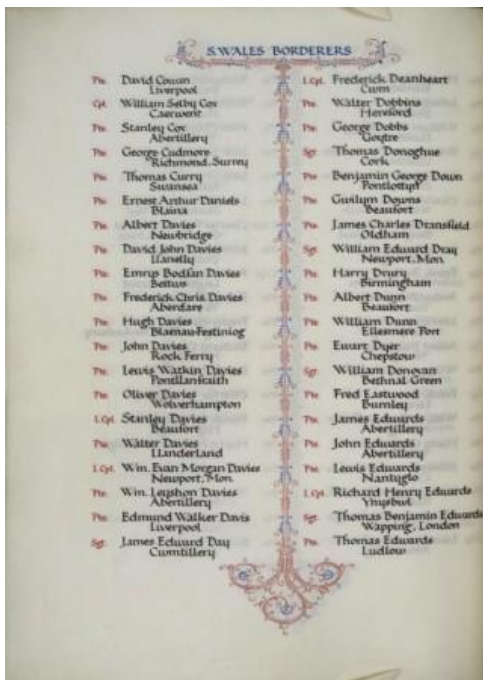 S. WALES BORDERERS
Pte. David Cowan
Liverpool
Cpl. William Selby Cox
Caerwent
Pte. Stanley Cox
Abertillery
Pte. George Cudmore
Richmond, Surrey
Pte. Thomas Curry
Swansea
Pte. Ernest Arthur Daniels
Blaina
Pte. Albert Davies
Newbridge
Pte. David John Davies
Llanelly
Pte. Emrys Bodfan Davies
Bettws
Pte. Frederick Chris. Davies
Aberdare
Pte. Hugh Davies
Blaenau-Festiniog
Pte. John Davies
Rock Ferry
Pte. Lewis Watkin Davies
Pontllanfraith
Pte. Oliver Davies
Wolverhampton
L.Cpl. Stanley Davies
Beaufort
Pte. Walter Davies
Llanderland
L.Cpl. Wm. Evan Morgan Davies
Newport, Mon.
Pte. Wm. Leyshon Davies
Abertillery
Pte. Edmund Walker Davis
Liverpool
Sgt. James Edward Day
Cwmtillery
L.Cpl. Frederick Deanheart
Cwm
Pte. Walter Dobbins
Hereford
Pte. George Dobbs
Goytre
Sgt. Thomas Donoghue
Cork
Pte. Benjamin George Down
Pontlottyn
Pte. Guilym Downs
Beaufort
Pte. James Charles Dransfield
Oldham
Sgt. William Edward Dray
Newport, Mon.
Pte. Harry Drury
Birmingham
Pte. Albert Dunn
Beaufort
Pte. William Dunn
Ellesmere Port
Pte. Ewart Dyer
Chepstow
Sgt. William Donovan
Bethnal Green
Pte. Fred Eastwood
Burnley
Pte. James Edwards
Abertillery
Pte. John Edwards
Abertillery
Pte. Lewis Edwards
Nantyglo
L.Cpl. Richard Henry Edwards
Ynysbwl
Sgt. Thomas Benjamin Edwards
Wapping, London
Pte. Thomas Edwards
Ludlow